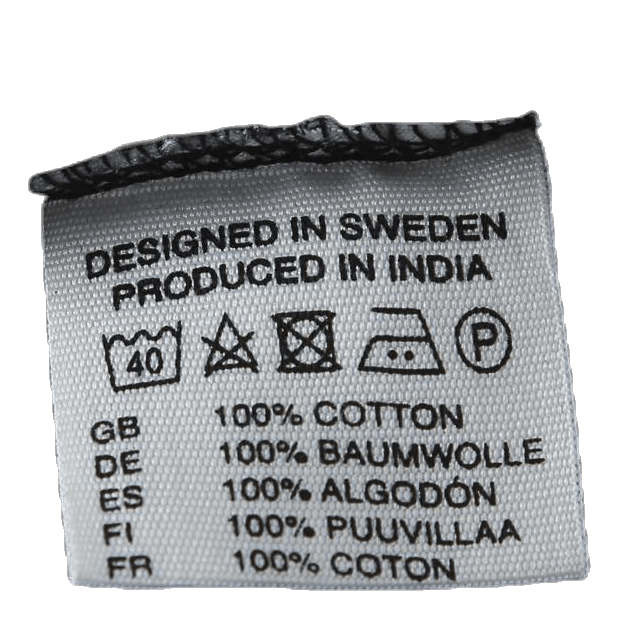 DESIGNED IN SWEDEN
PRODUCED IN INDIA
40 P
GB 100% COTTON
DE 100% BAUMWOLLE
ES 100% ALGODÓN
FI 100% PUUVILLAA
FR 100% COTON